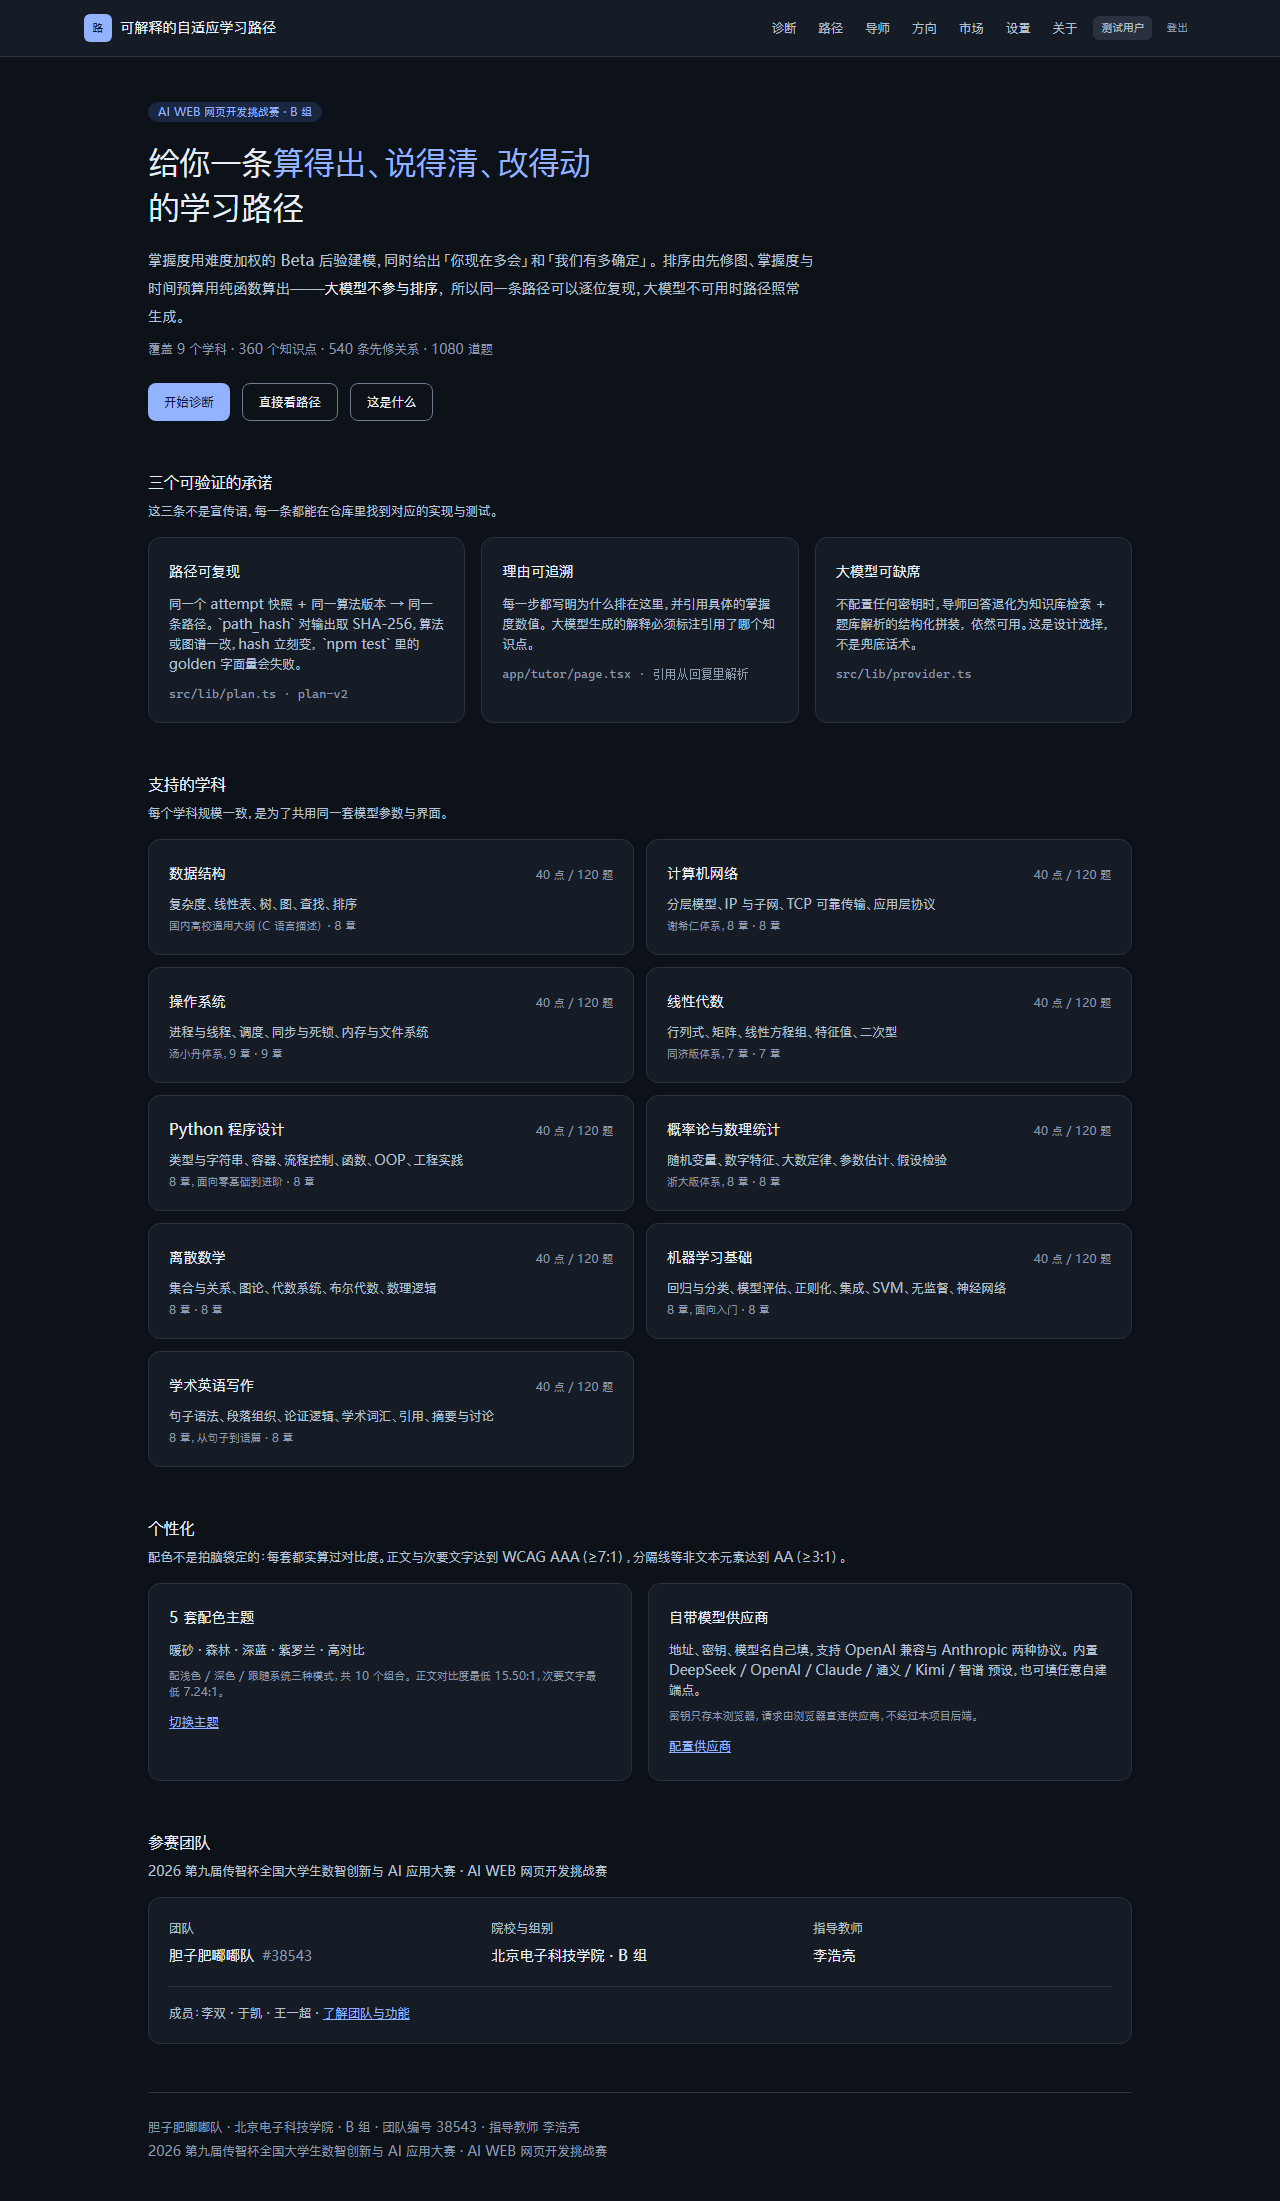 路 可解释的自适应学习路径 诊断 路径 导师 方向 市场 设置 关于 测试用户 登出
AI WEB 网页开发挑战赛 · B 组
给你一条算得出、说得清、改得动
的学习路径
掌握度用难度加权的 Beta 后验建模，同时给出「你现在多会」和「我们有多确定」。排序由先修图、掌握度与
时间预算用纯函数算出——大模型不参与排序，所以同一条路径可以逐位复现，大模型不可用时路径照常
生成。
覆盖 9 个学科 · 360 个知识点 · 540 条先修关系 · 1080 道题
开始诊断 直接看路径 这是什么
三个可验证的承诺
这三条不是宣传语，每一条都能在仓库里找到对应的实现与测试。
路径可复现
同一个 attempt 快照 + 同一算法版本 → 同一
条路径。`path_hash` 对输出取 SHA-256，算法
或图谱一改，hash 立刻变，`npm test` 里的
golden 字面量会失败。
src/lib/plan.ts · plan-v2
理由可追溯
每一步都写明为什么排在这里，并引用具体的掌握
度数值。大模型生成的解释必须标注引用了哪个知
识点。
app/tutor/page.tsx · 引用从回复里解析
大模型可缺席
不配置任何密钥时，导师回答退化为知识库检索 +
题库解析的结构化拼装，依然可用。这是设计选择，
不是兜底话术。
src/lib/provider.ts
支持的学科
每个学科规模一致，是为了共用同一套模型参数与界面。
数据结构 40 点 / 120 题
复杂度、线性表、树、图、查找、排序
国内高校通用大纲（C 语言描述） · 8 章
计算机网络 40 点 / 120 题
分层模型、IP 与子网、TCP 可靠传输、应用层协议
谢希仁体系，8 章 · 8 章
操作系统 40 点 / 120 题
进程与线程、调度、同步与死锁、内存与文件系统
汤小丹体系，9 章 · 9 章
线性代数 40 点 / 120 题
行列式、矩阵、线性方程组、特征值、二次型
同济版体系，7 章 · 7 章
Python 程序设计 40 点 / 120 题
类型与字符串、容器、流程控制、函数、OOP、工程实践
8 章，面向零基础到进阶 · 8 章
概率论与数理统计 40 点 / 120 题
随机变量、数字特征、大数定律、参数估计、假设检验
浙大版体系，8 章 · 8 章
离散数学 40 点 / 120 题
集合与关系、图论、代数系统、布尔代数、数理逻辑
8 章 · 8 章
机器学习基础 40 点 / 120 题
回归与分类、模型评估、正则化、集成、SVM、无监督、神经网络
8 章，面向入门 · 8 章
学术英语写作 40 点 / 120 题
句子语法、段落组织、论证逻辑、学术词汇、引用、摘要与讨论
8 章，从句子到语篇 · 8 章
个性化
配色不是拍脑袋定的：每套都实算过对比度。正文与次要文字达到 WCAG AAA（≥7:1），分隔线等非文本元素达到 AA（≥3:1）。
5 套配色主题
暖砂 · 森林 · 深蓝 · 紫罗兰 · 高对比
配浅色 / 深色 / 跟随系统三种模式，共 10 个组合。正文对比度最低 15.50:1，次要文字最
低 7.24:1。
切换主题
自带模型供应商
地址、密钥、模型名自己填，支持 OpenAI 兼容与 Anthropic 两种协议。内置
DeepSeek / OpenAI / Claude / 通义 / Kimi / 智谱 预设，也可填任意自建
端点。
密钥只存本浏览器，请求由浏览器直连供应商，不经过本项目后端。
配置供应商
参赛团队
2026 第九届传智杯全国大学生数智创新与 AI 应用大赛 · AI WEB 网页开发挑战赛
团队 院校与组别 指导教师
胆子肥嘟嘟队 #38543 北京电子科技学院 · B 组 李浩亮
成员：李双 · 于凯 · 王一超 · 了解团队与功能
胆子肥嘟嘟队 · 北京电子科技学院 · B 组 · 团队编号 38543 · 指导教师 李浩亮
2026 第九届传智杯全国大学生数智创新与 AI 应用大赛 · AI WEB 网页开发挑战赛